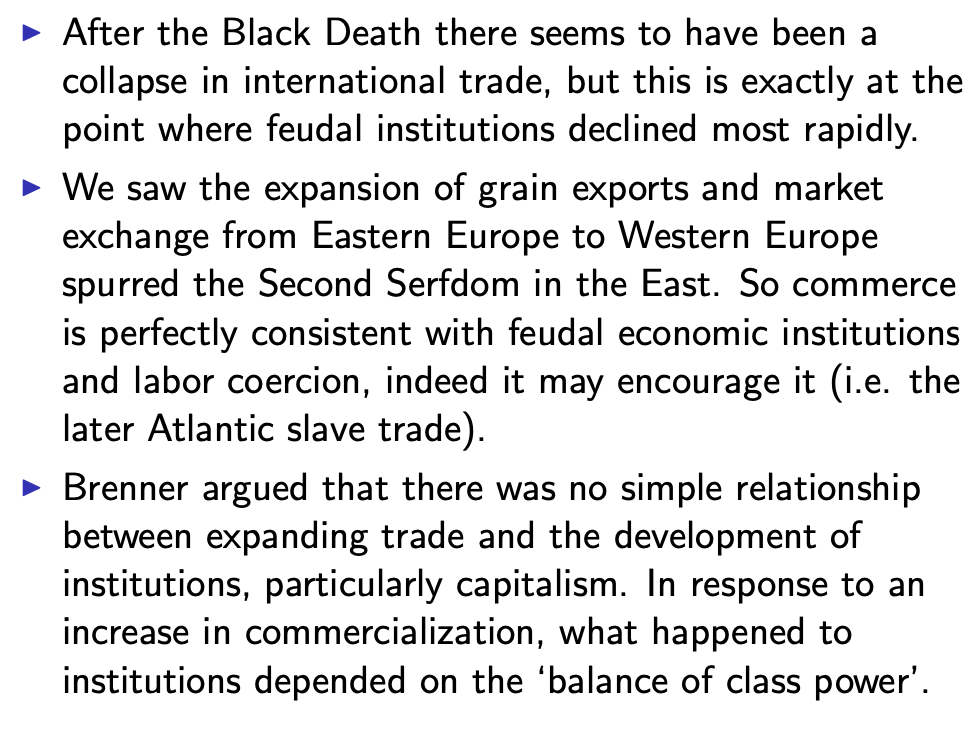 After the Black Death there seems to have been a
collapse in international trade, but this is exactly at the
point where feudal institutions declined most rapidly.
We saw the expansion of grain exports and market
exchange from Eastern Europe to Western Europe
spurred the Second Serfdom in the East. So commerce
is perfectly consistent with feudal economic institutions
and labor coercion, indeed it may encourage it (i.e. the
later Atlantic slave trade).
Brenner argued that there was no simple relationship
between expanding trade and the development of
institutions, particularly capitalism. In response to an
increase in commercialization, what happened to
institutions depended on the ‘balance of class power’.